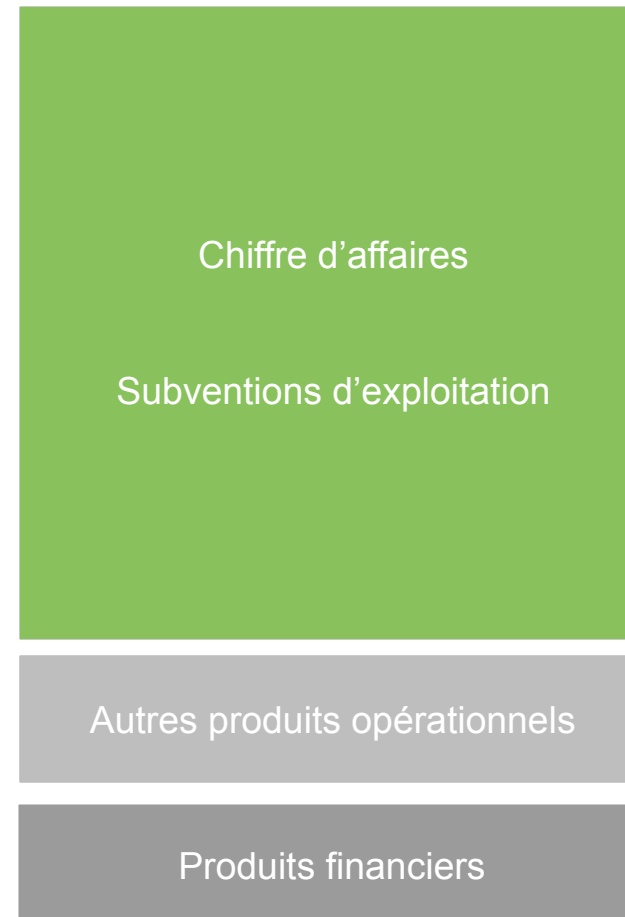 Chiffre d’affaires
Subventions d’exploitation
Autres produits opérationnels
Produits financiers